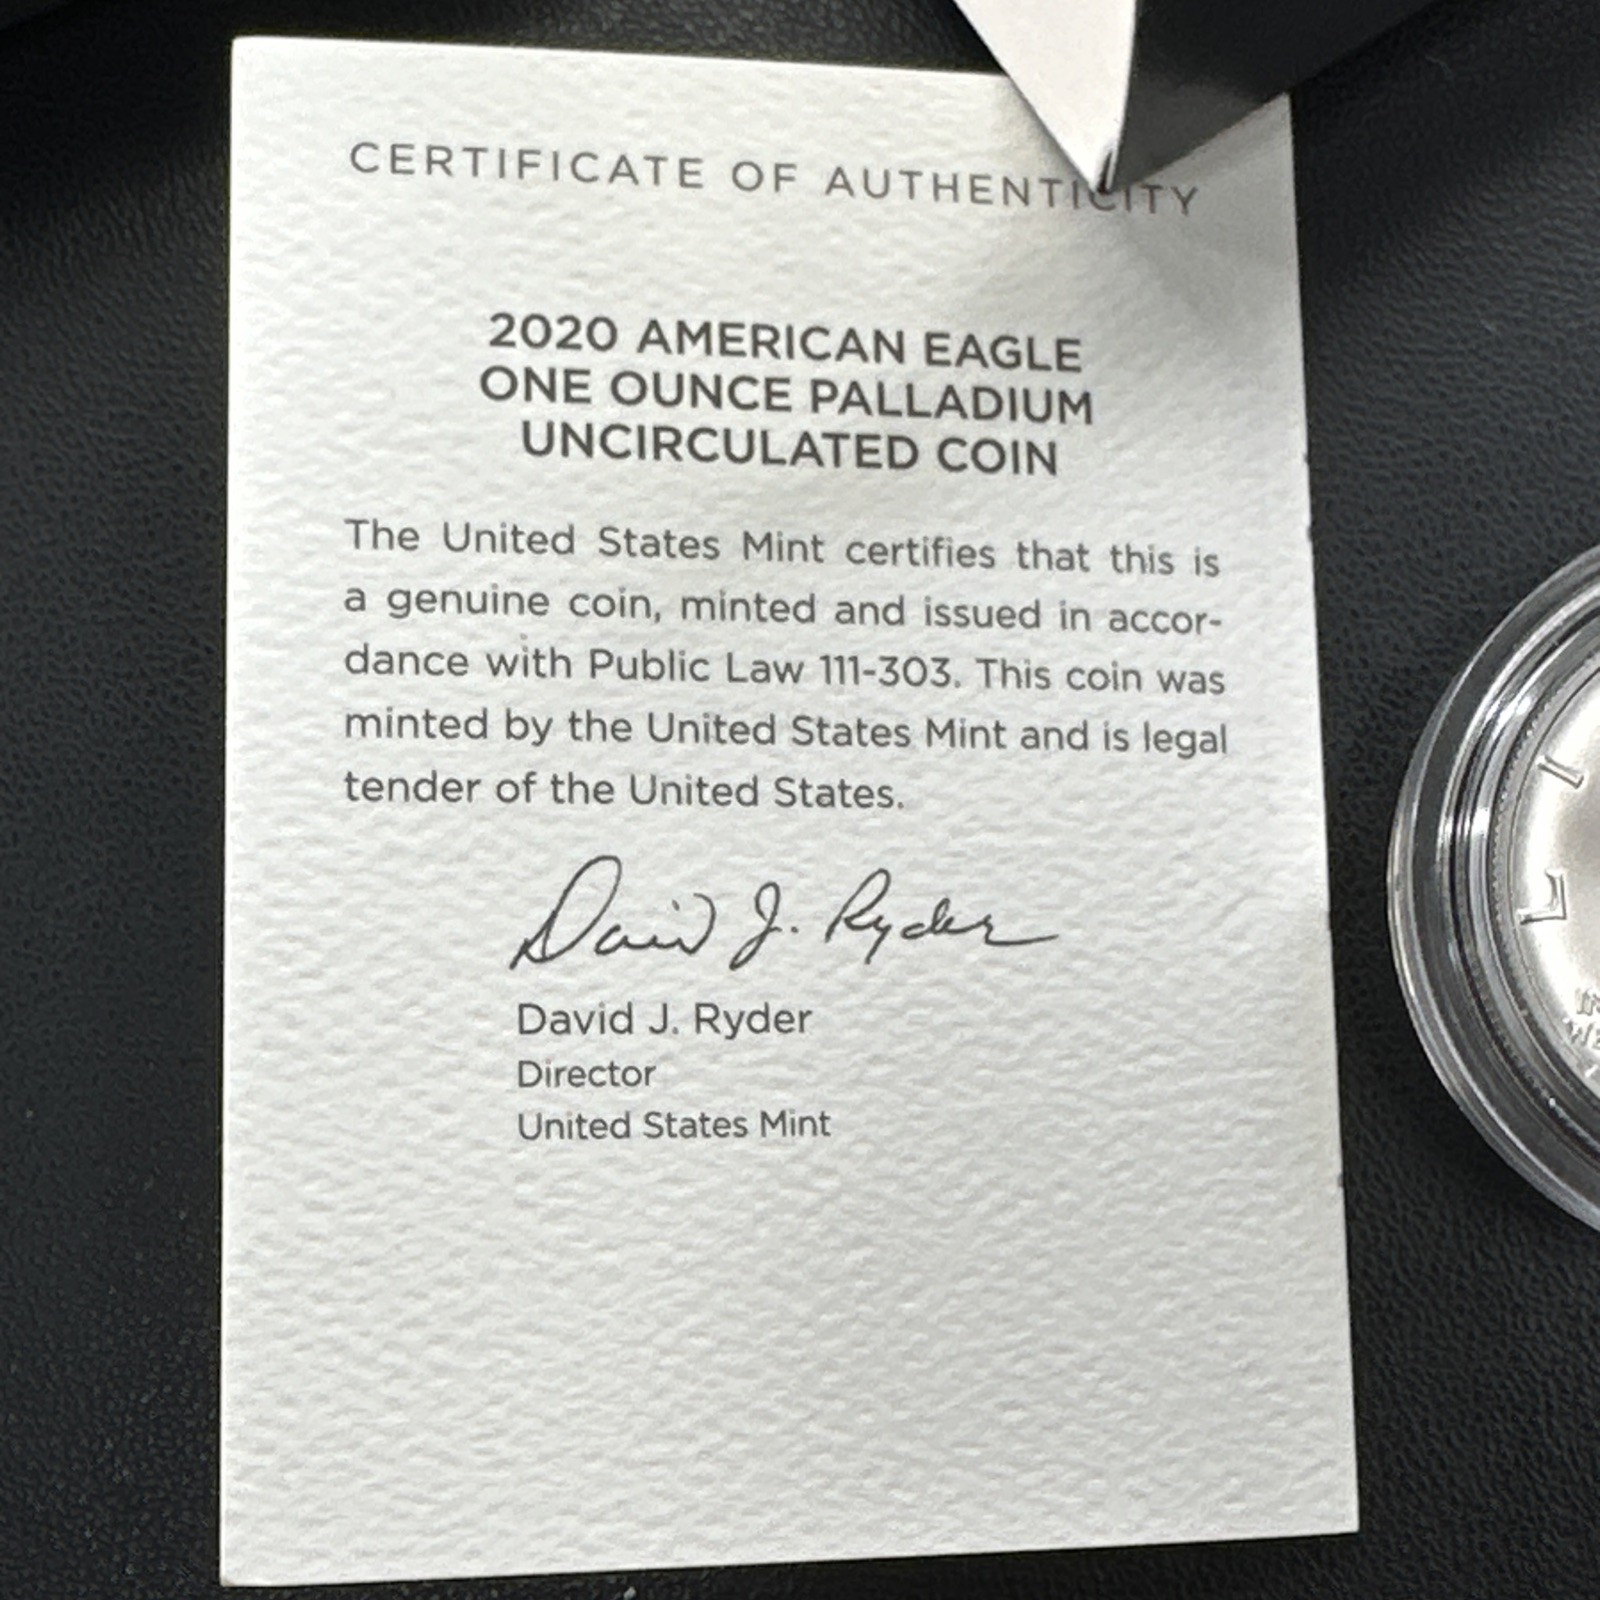 CERTIFICATE OF AUTHENTICITY
2020 AMERICAN EAGLE
ONE OUNCE PALLADIUM
UNCIRCULATED COIN
The United States Mint certifies that this is
a genuine coin, minted and issued in accor-
dance with Public Law 111-303. This coin was
minted by the United States Mint and is legal
tender of the United States.
David J. Ryder
David J. Ryder
Director
United States Mint
L I